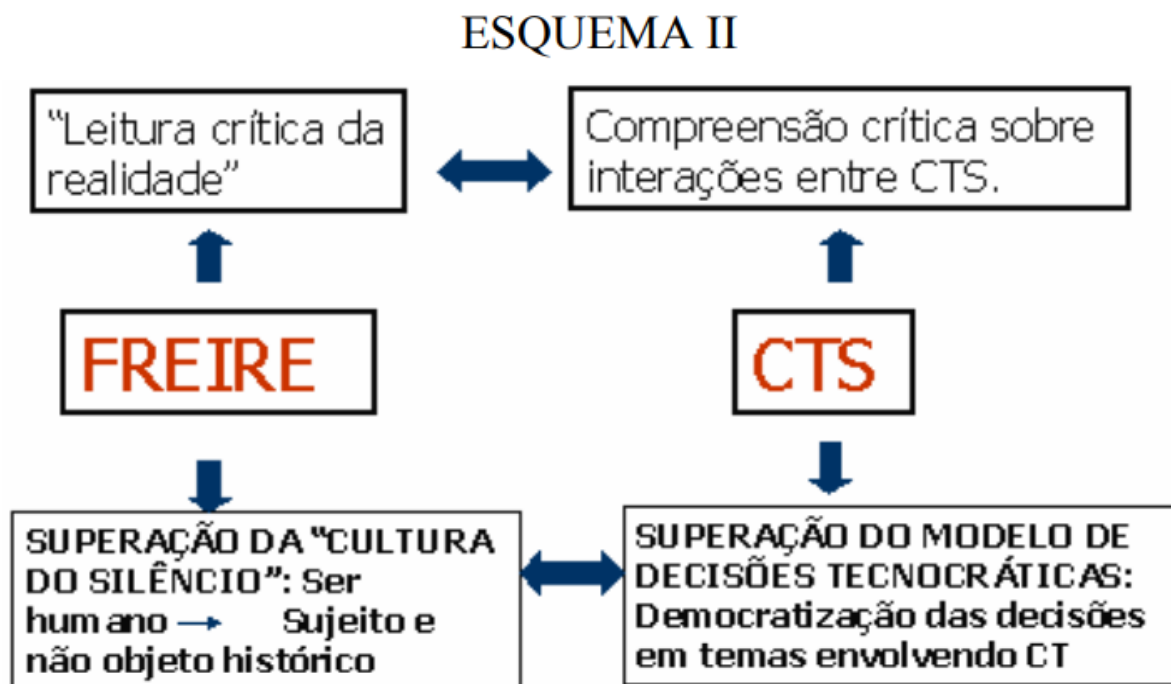 ESQUEMA II
“Leitura crítica da
realidade”
Compreensão crítica sobre
interações entre CTS.
FREIRE
CTS
SUPERAÇÃO DA “CULTURA
DO SILÊNCIO”: Ser
humano → Sujeito e
não objeto histórico
SUPERAÇÃO DO MODELO DE
DECISÕES TECNOCRÁTICAS:
Democratização das decisões
em temas envolvendo CT